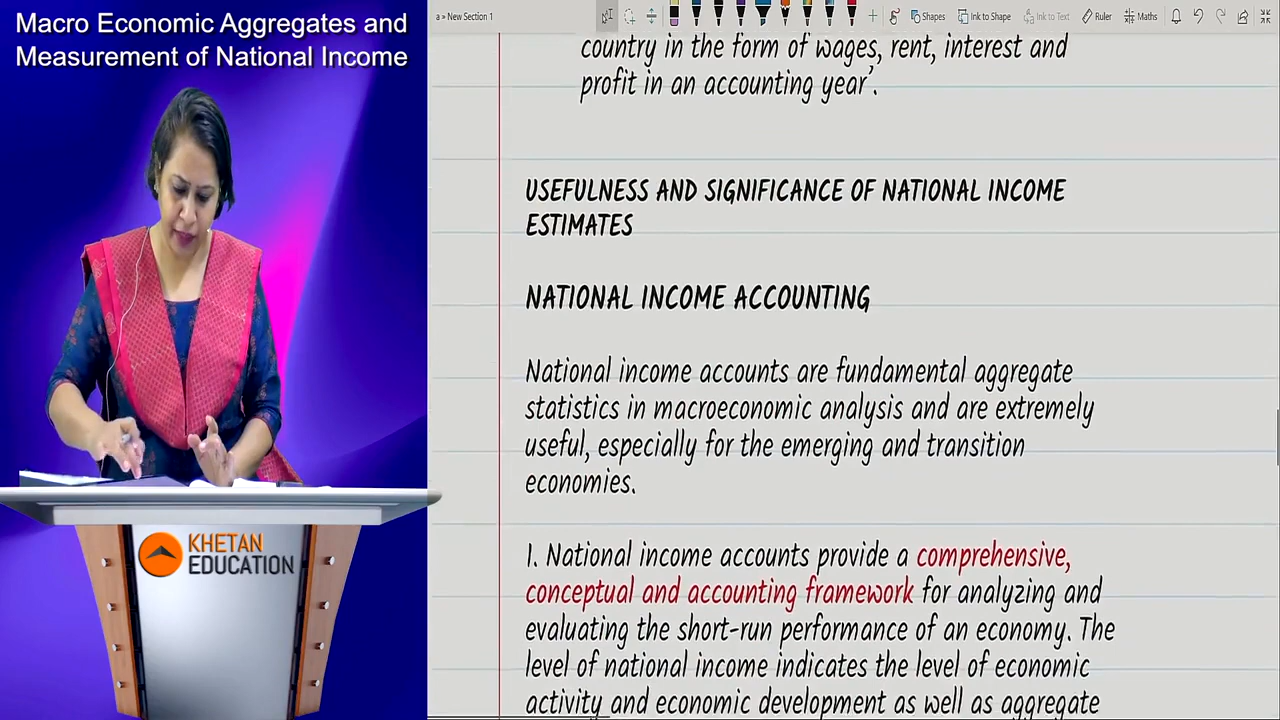 Macro Economic Aggregates and
Measurement of National Income
KHETAN
EDUCATION
a » New Section 1
Shapes
Ink to Shape
Ink to Text
Ruler
Maths
country in the form of wages, rent, interest and
profit in an accounting year’.
USEFULNESS AND SIGNIFICANCE OF NATIONAL INCOME
ESTIMATES
NATIONAL INCOME ACCOUNTING
National income accounts are fundamental aggregate
statistics in macroeconomic analysis and are extremely
useful, especially for the emerging and transition
economies.
1. National income accounts provide a comprehensive,
conceptual and accounting framework for analyzing and
evaluating the short-run performance of an economy. The
level of national income indicates the level of economic
activity and economic development as well as aggregate